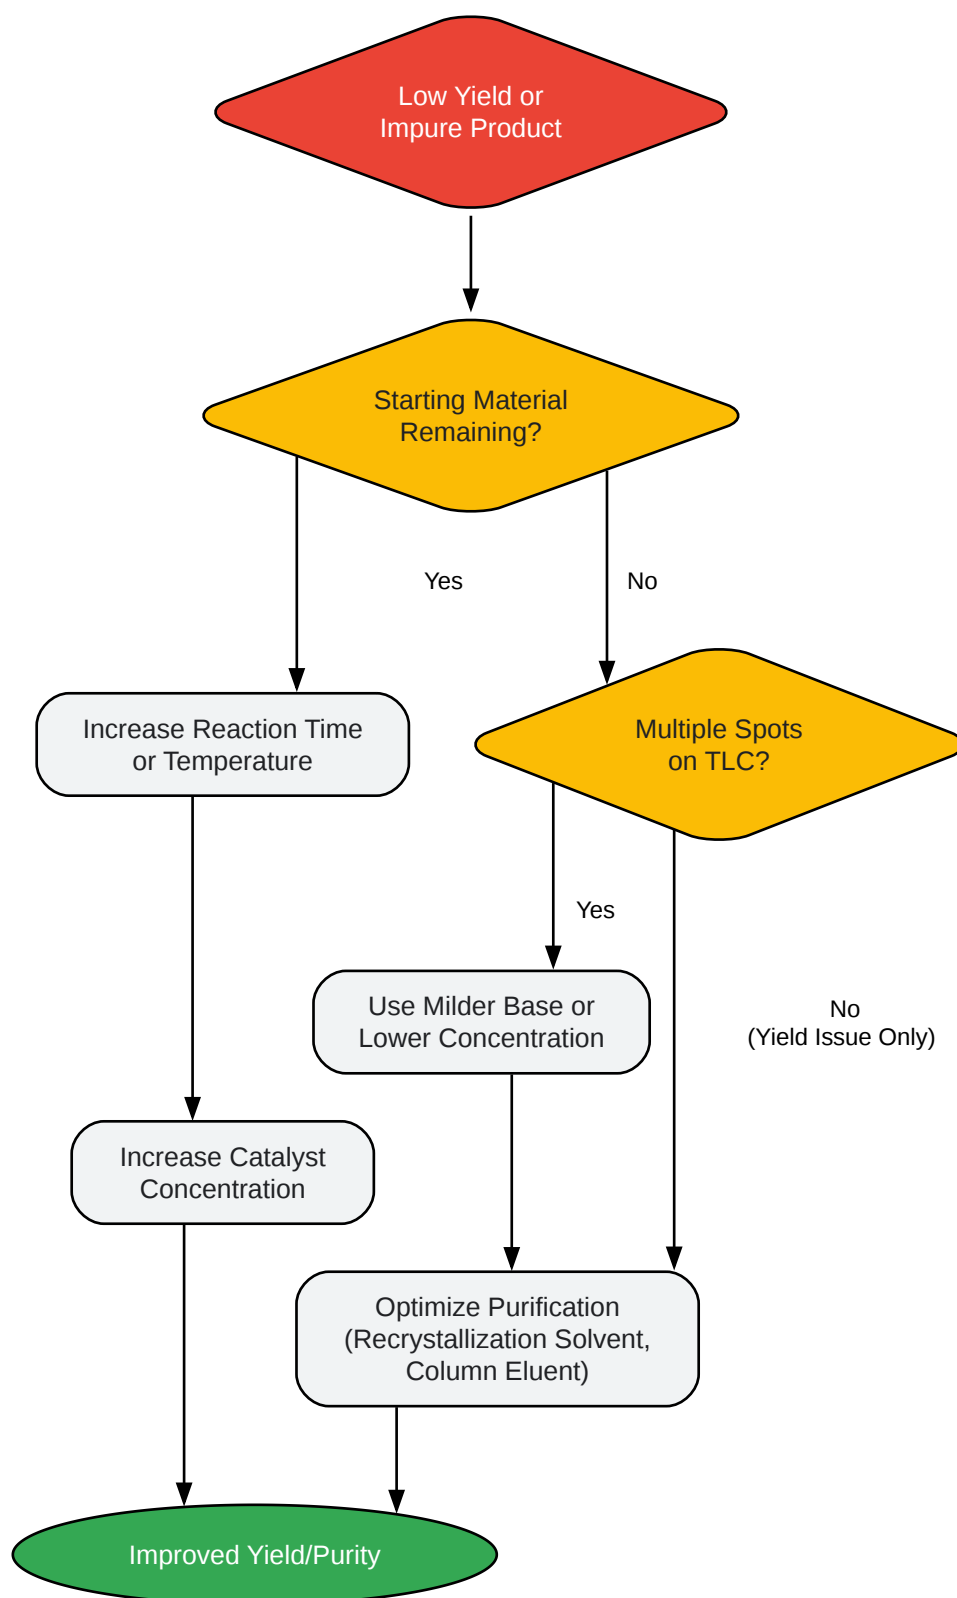 Low Yield or
Impure Product
Starting Material
Remaining?
Yes
No
Increase Reaction Time
or Temperature
Multiple Spots
on TLC?
Yes
Use Milder Base or
Lower Concentration
No
(Yield Issue Only)
Increase Catalyst
Concentration
Optimize Purification
(Recrystallization Solvent,
Column Eluent)
Improved Yield/Purity